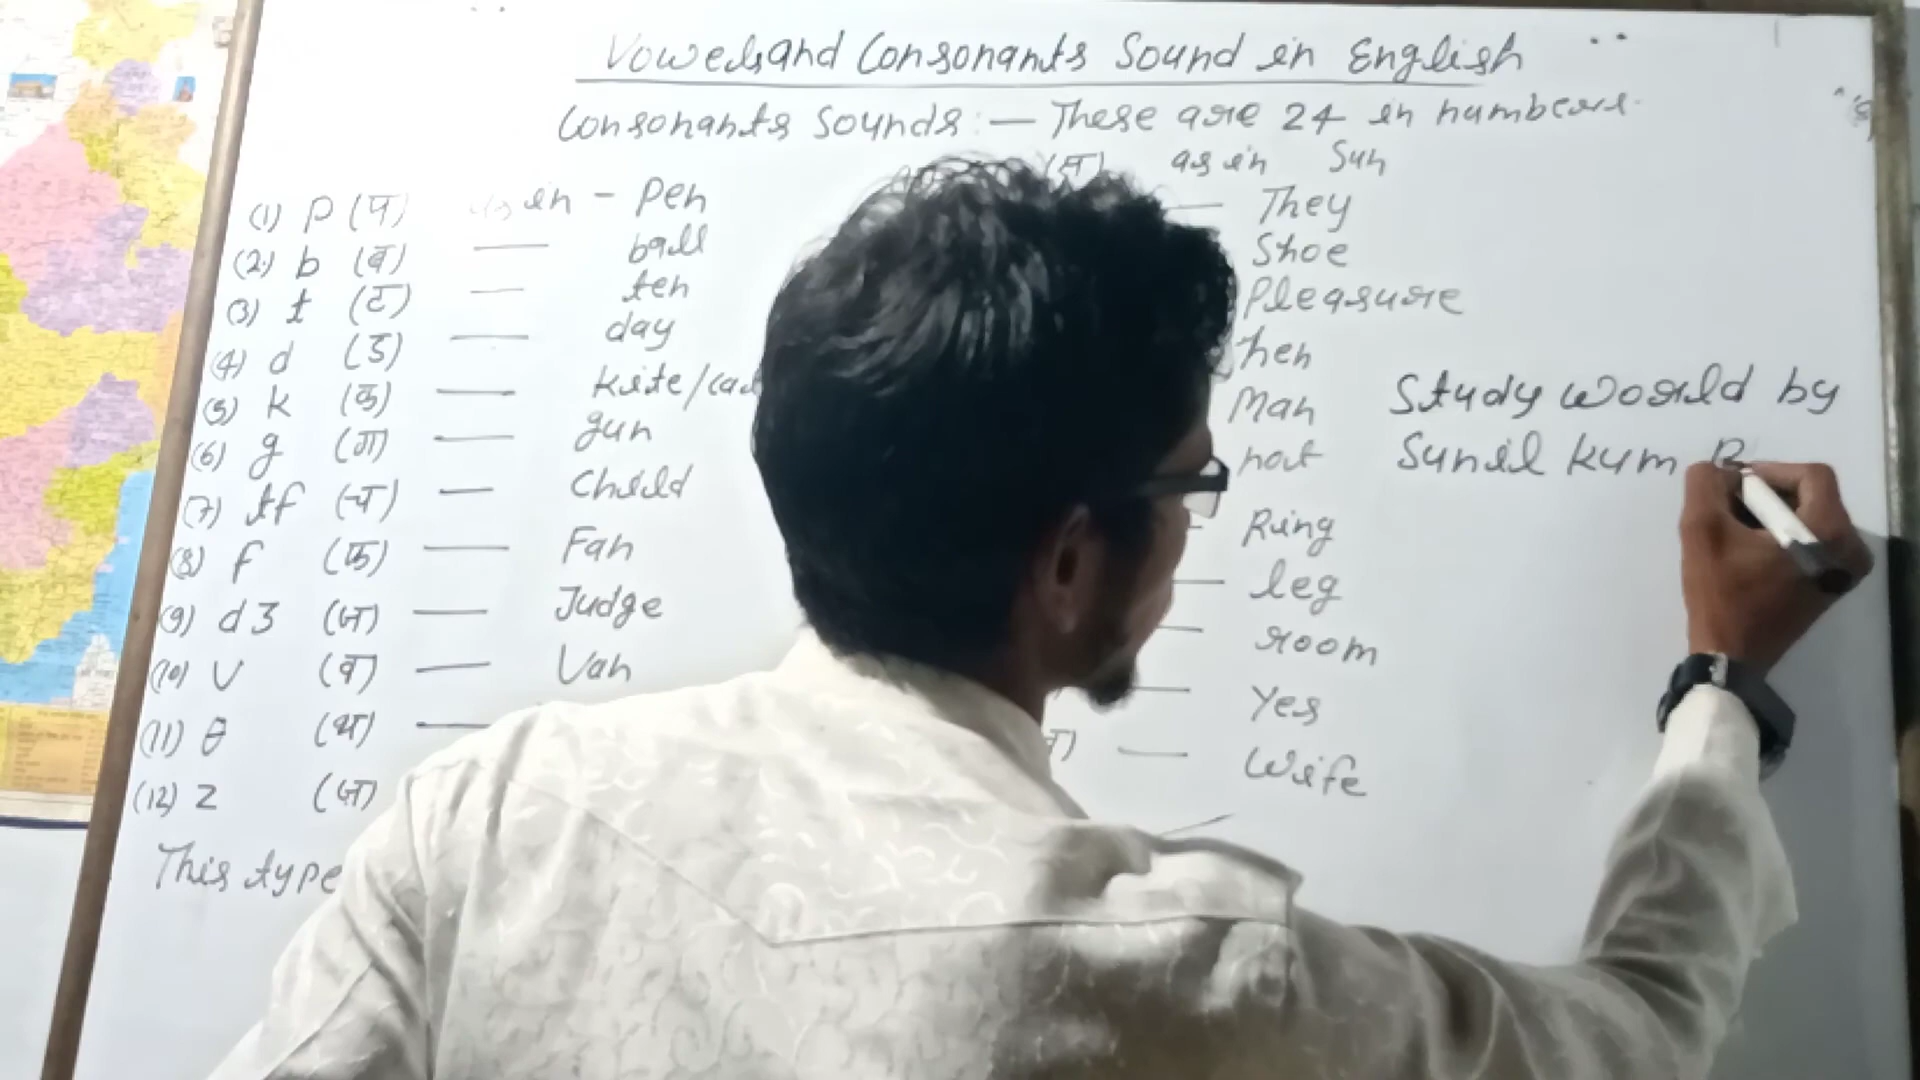 Vowels and Consonants Sound in English
Consonants Sounds :— These are 24 in numbers.
(1) p (प) as in - Pen
(2) b (ब) — ball
(3) t (ट) — ten
(4) d (ड) — day
(5) k (क) — kite/
(6) g (ग) — gun
(7) tf (च) — Child
(8) f (फ) — Fan
(9) d3 (ज) — Judge
(10) v (व) — Van
(11) θ (थ) —
(12) z (ज)
This type
(स) as in Sun
— They
Shoe
Pleasure
hen
Man
not
Ring
— leg
— room
— Yes
— Wife
Study world by
Sunil kum